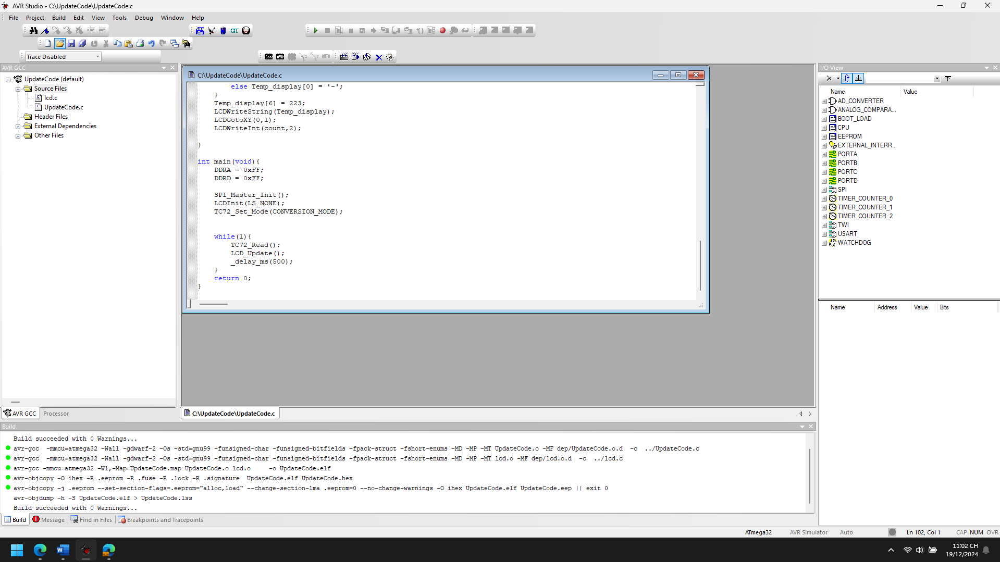 AVR Studio - C:\UpdateCode\UpdateCode.c
File Project Build Edit View Tools Debug Window Help
Trace Disabled
Con AVR AUTO
AVR GCC
UpdateCode (default)
Source Files
lcd.c
UpdateCode.c
Header Files
External Dependencies
Other Files
AVR GCC Processor
C:\UpdateCode\UpdateCode.c
else Temp_display[0] = '-';
}
Temp_display[6] = 223;
LCDWriteString(Temp_display);
LCDGotoXY(0,1);
LCDWriteInt(count,2);
}
int main(void){
DDRA = 0xFF;
DDRD = 0xFF;
SPI_Master_Init();
LCDInit(LS_NONE);
TC72_Set_Mode(CONVERSION_MODE);
while(1){
TC72_Read();
LCD_Update();
_delay_ms(500);
}
return 0;
}
C:\UpdateCode\UpdateCode.c
I/O View
Name Value
AD_CONVERTER
ANALOG_COMPARA...
BOOT_LOAD
CPU
EEPROM
EXTERNAL_INTERR...
PORTA
PORTB
PORTC
PORTD
SPI
TIMER_COUNTER_0
TIMER_COUNTER_1
TIMER_COUNTER_2
TWI
USART
WATCHDOG
Name Address Value Bits
Build
Build succeeded with 0 Warnings...
avr-gcc  -mmcu=atmega32 -Wall -gdwarf-2 -Os -std=gnu99 -funsigned-char -funsigned-bitfields -fpack-struct -fshort-enums -MD -MP -MT UpdateCode.o -MF dep/UpdateCode.o.d  -c  ../UpdateCode.c
avr-gcc  -mmcu=atmega32 -Wall -gdwarf-2 -Os -std=gnu99 -funsigned-char -funsigned-bitfields -fpack-struct -fshort-enums -MD -MP -MT lcd.o -MF dep/lcd.o.d  -c  ../lcd.c
avr-gcc -mmcu=atmega32 -Wl,-Map=UpdateCode.map UpdateCode.o lcd.o     -o UpdateCode.elf
avr-objcopy -O ihex -R .eeprom -R .fuse -R .lock -R .signature  UpdateCode.elf UpdateCode.hex
avr-objcopy -j .eeprom --set-section-flags=.eeprom="alloc,load" --change-section-lma .eeprom=0 --no-change-warnings -O ihex UpdateCode.elf UpdateCode.eep || exit 0
avr-objdump -h -S UpdateCode.elf > UpdateCode.lss
Build succeeded with 0 Warnings...
Build Message Find in Files Breakpoints and Tracepoints
ATmega32 AVR Simulator Auto Ln 102, Col 1 CAP NUM OVR
11:02 CH
19/12/2024